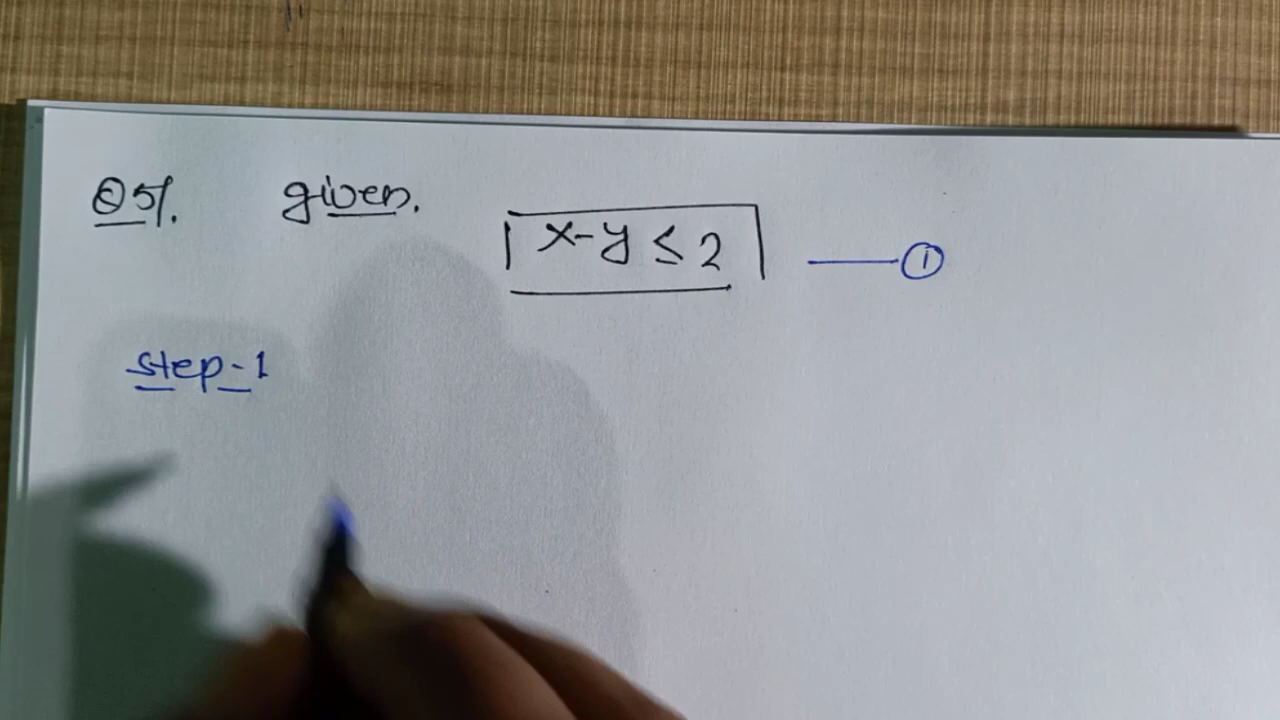 Q5/. given.
x-y ≤ 2 —— ①
step-1